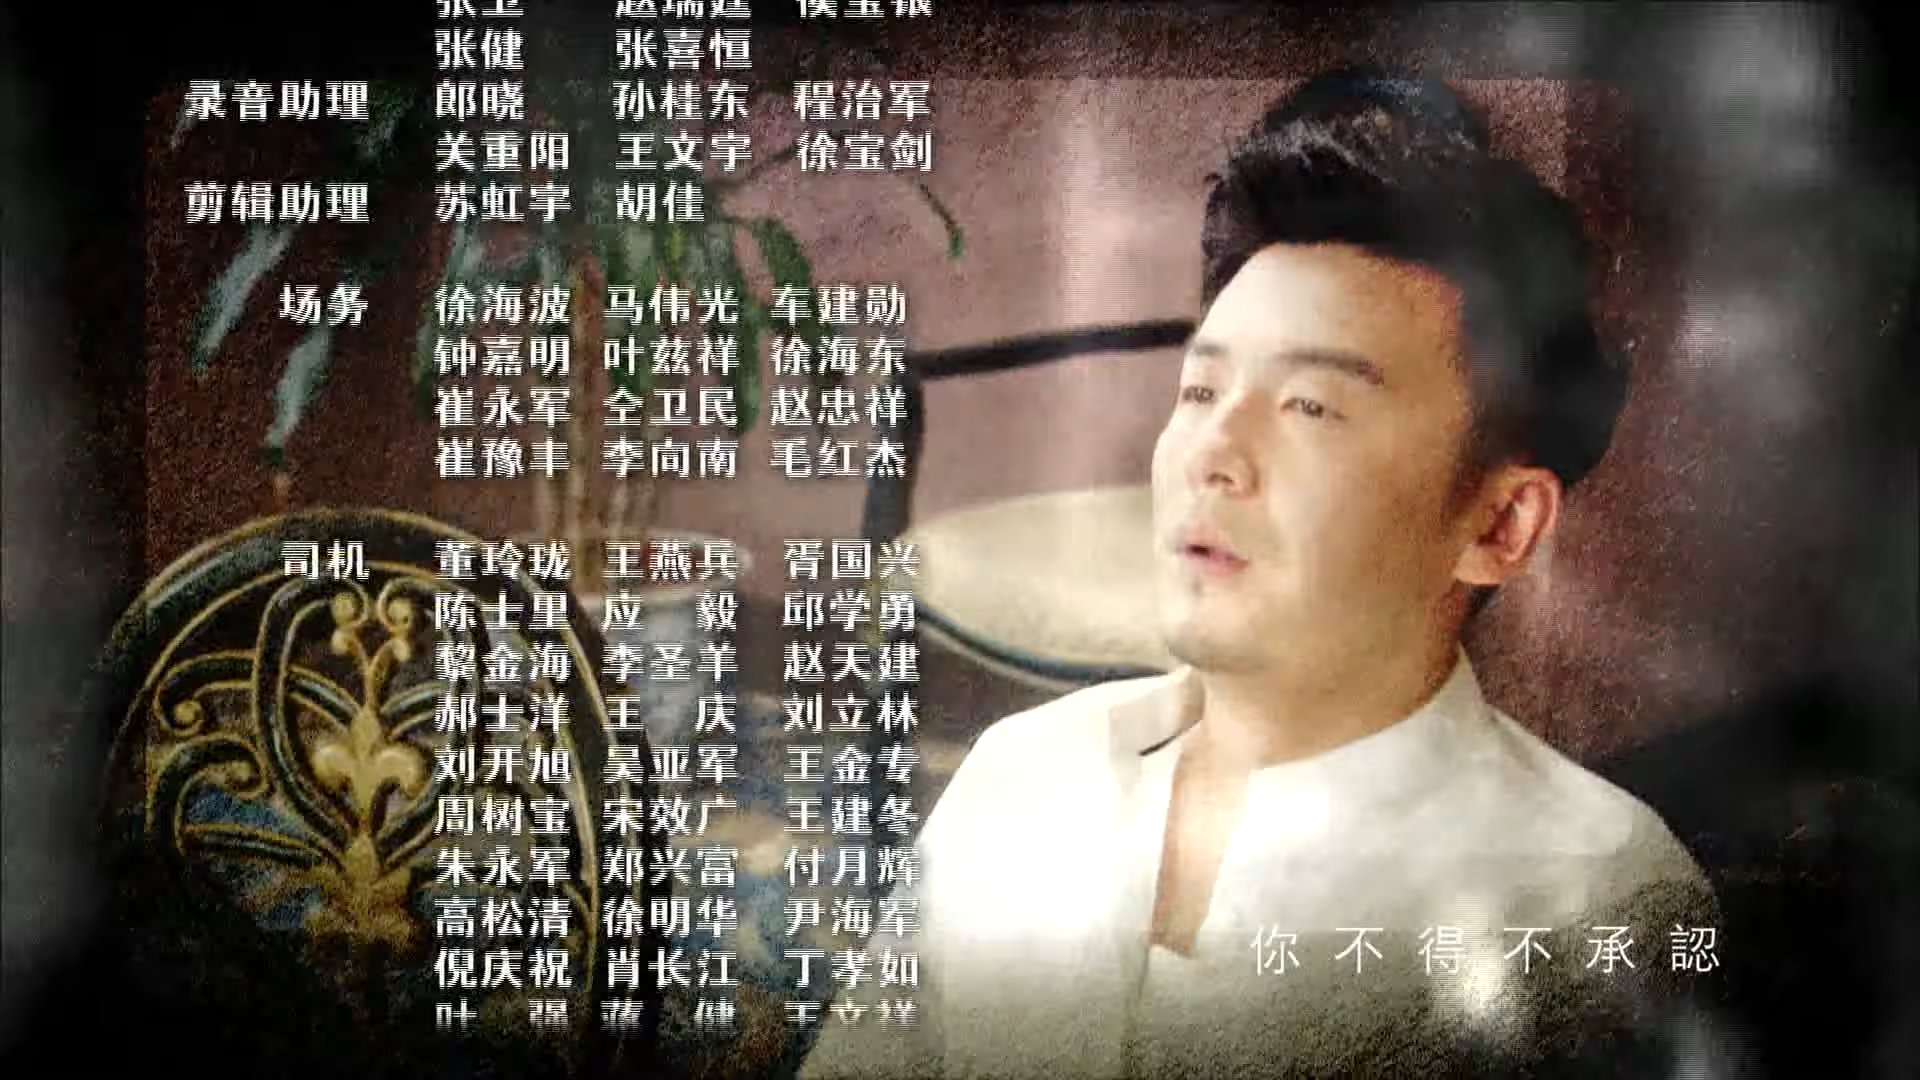 张健 张喜恒
录音助理 郎晓 孙桂东 程治军
关重阳 王文宇 徐宝剑
剪辑助理 苏虹宇 胡佳
场务 徐海波 马伟光 车建勋
钟嘉明 叶兹祥 徐海东
崔永军 仝卫民 赵忠祥
崔豫丰 李向南 毛红杰
司机 董玲珑 王燕兵 胥国兴
陈士里 应毅 邱学勇
黎金海 李圣羊 赵天建
郝士洋 王庆 刘立林
刘开旭 吴亚军 王金专
周树宝 宋效广 王建冬
朱永军 郑兴富 付月辉
高松清 徐明华 尹海军
你不得不承認
倪庆祝 肖长江 丁孝如
叶强 蒋健 王文祥